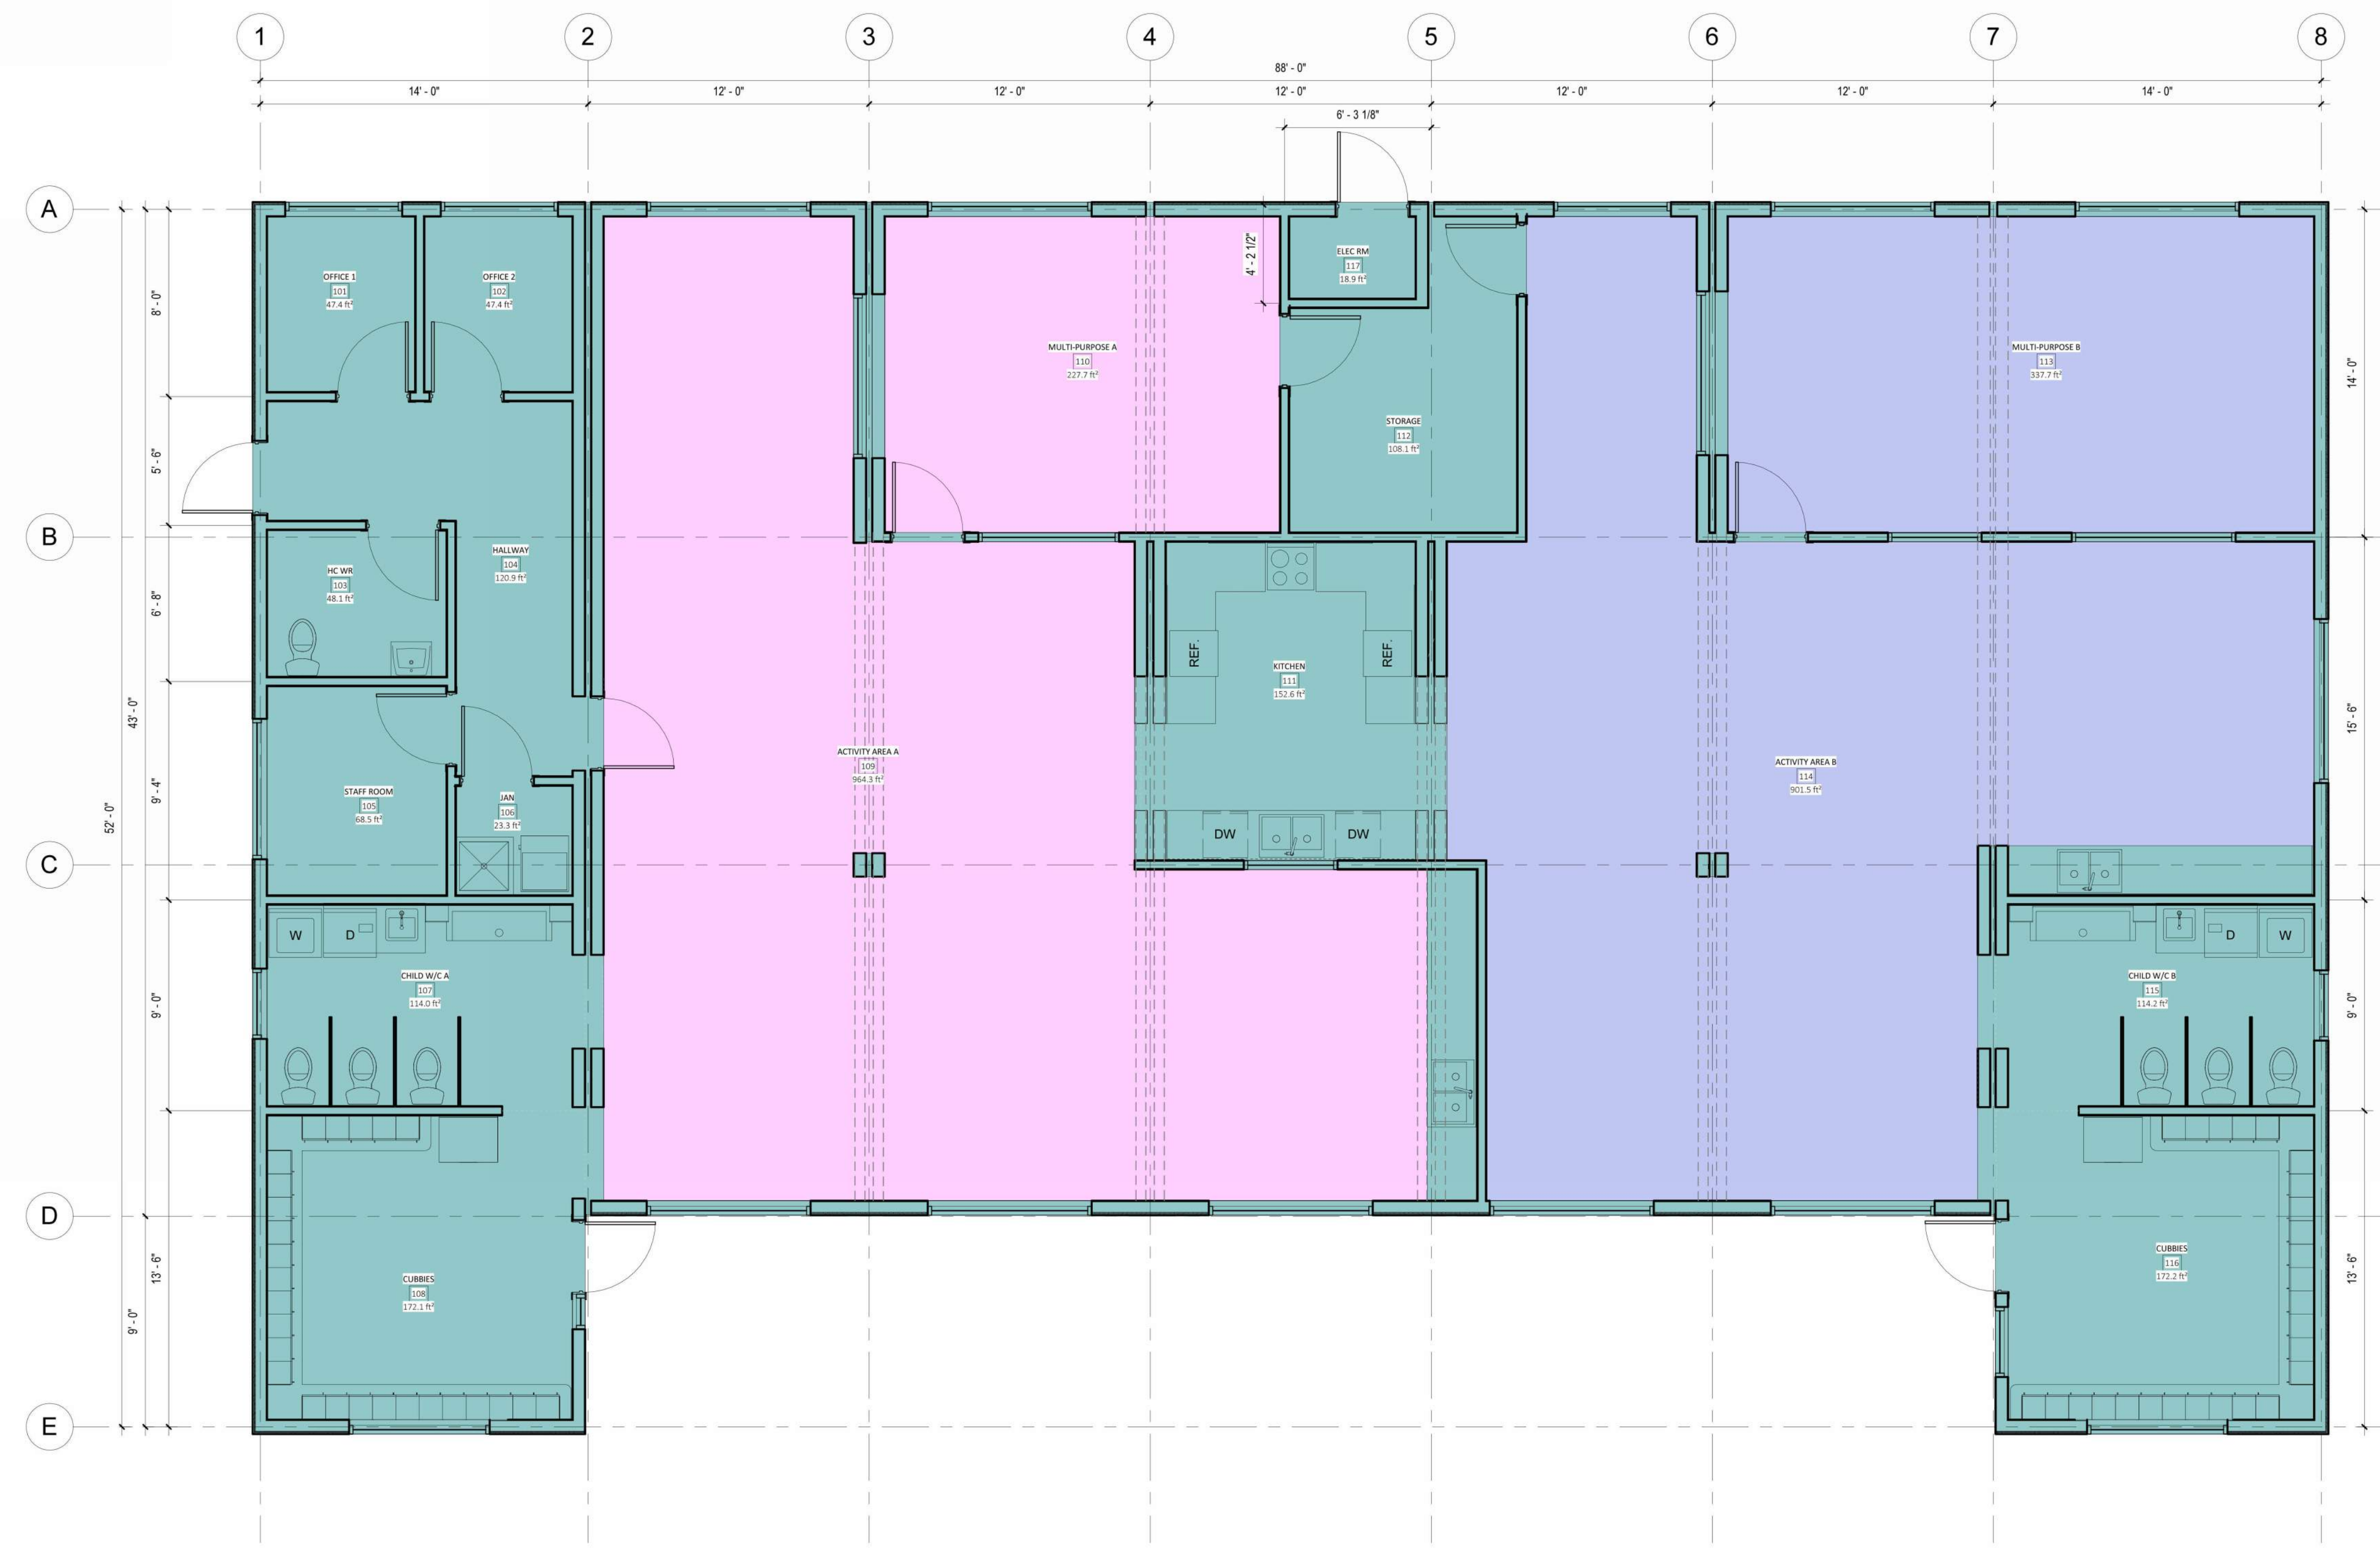 1 2 3 4 5 6 7 8
88' - 0"
14' - 0" 12' - 0" 12' - 0" 12' - 0" 12' - 0" 12' - 0" 14' - 0"
6' - 3 1/8"
A
B
C
D
E
52' - 0"
43' - 0"
9' - 0"
8' - 0"
5' - 6"
6' - 8"
9' - 4"
9' - 0"
13' - 6"
4' - 2 1/2"
14' - 0"
15' - 6"
9' - 0"
13' - 6"
OFFICE 1
101
47.4 ft²
OFFICE 2
102
47.4 ft²
ELEC RM
117
18.9 ft²
MULTI-PURPOSE A
110
227.7 ft²
MULTI-PURPOSE B
113
337.7 ft²
STORAGE
112
108.1 ft²
HC WR
103
48.1 ft²
HALLWAY
104
120.9 ft²
REF.
REF.
KITCHEN
111
152.6 ft²
DW
DW
ACTIVITY AREA A
109
964.3 ft²
ACTIVITY AREA B
114
901.5 ft²
STAFF ROOM
105
68.5 ft²
JAN
106
23.3 ft²
W
D
CHILD W/C A
107
114.0 ft²
D
W
CHILD W/C B
115
114.2 ft²
CUBBIES
108
172.1 ft²
CUBBIES
116
172.2 ft²